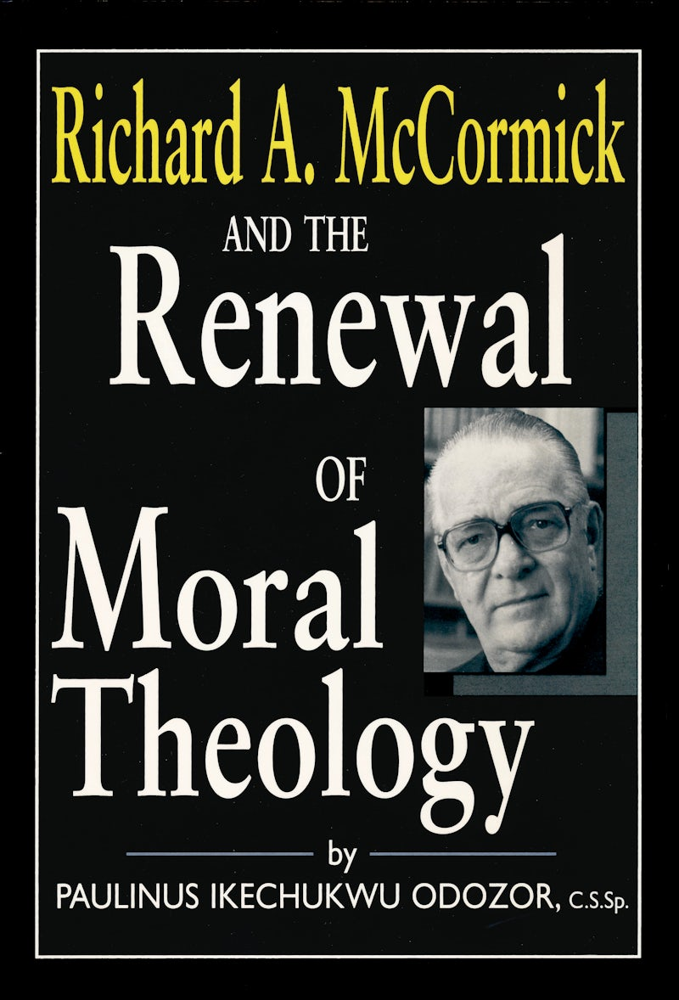 Richard A. McCormick
AND THE
Renewal
OF
Moral
Theology
by
PAULINUS IKECHUKWU ODOZOR, C.S.Sp.